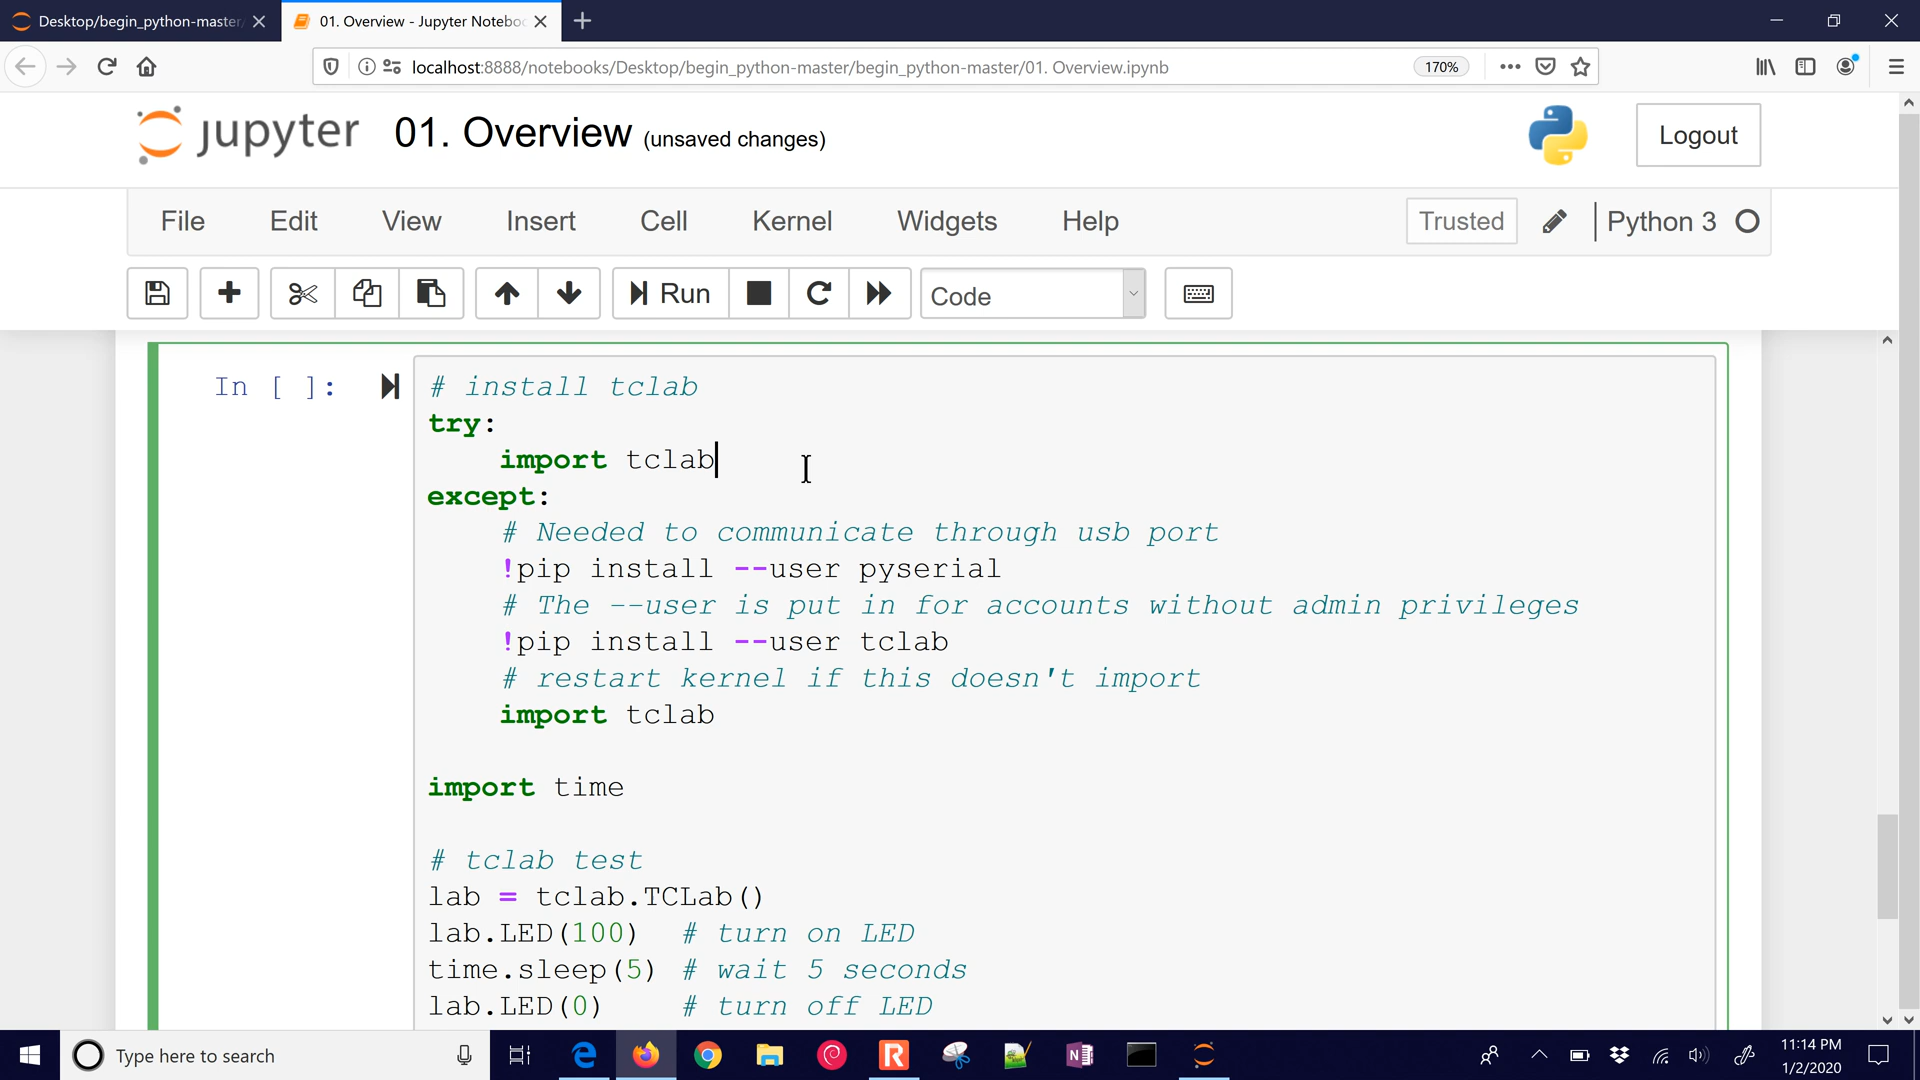 Desktop/begin_python-master/
01. Overview - Jupyter Noteboo
localhost:8888/notebooks/Desktop/begin_python-master/begin_python-master/01. Overview.ipynb
170%
jupyter
01. Overview (unsaved changes)
Logout
File Edit View Insert Cell Kernel Widgets Help
Trusted
Python 3
Run
Code
In [ ]:
# install tclab
try:
    import tclab
except:
    # Needed to communicate through usb port
    !pip install --user pyserial
    # The --user is put in for accounts without admin privileges
    !pip install --user tclab
    # restart kernel if this doesn't import
    import tclab
import time
# tclab test
lab = tclab.TCLab()
lab.LED(100)  # turn on LED
time.sleep(5) # wait 5 seconds
lab.LED(0)    # turn off LED
Type here to search
R
N
11:14 PM
1/2/2020